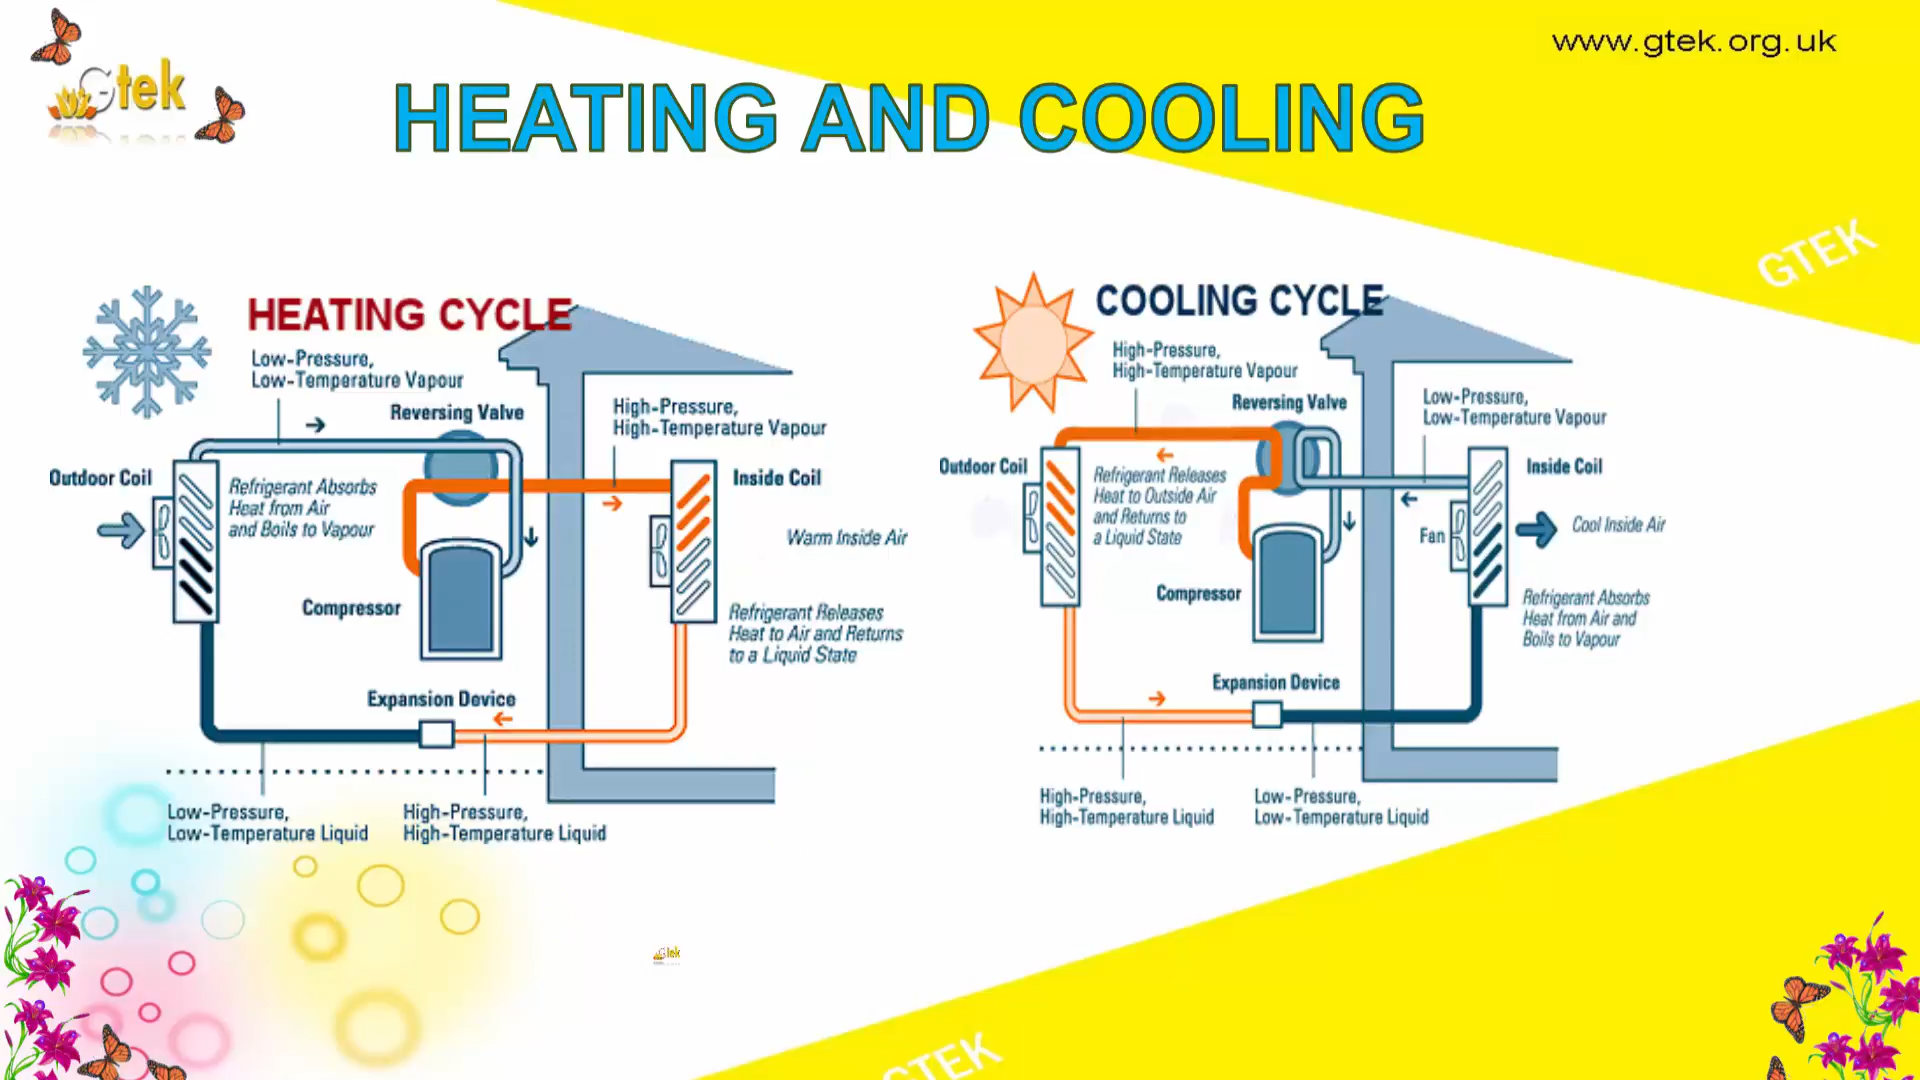 www.gtek.org.uk
Gtek
HEATING AND COOLING
GTEK
HEATING CYCLE
Low-Pressure,
Low-Temperature Vapour
Reversing Valve
High-Pressure,
High-Temperature Vapour
Outdoor Coil
Refrigerant Absorbs
Heat from Air
and Boils to Vapour
Inside Coil
Warm Inside Air
Compressor
Refrigerant Releases
Heat to Air and Returns
to a Liquid State
Expansion Device
Low-Pressure,
Low-Temperature Liquid
High-Pressure,
High-Temperature Liquid
COOLING CYCLE
High-Pressure,
High-Temperature Vapour
Reversing Valve
Low-Pressure,
Low-Temperature Vapour
Outdoor Coil
Refrigerant Releases
Heat to Outside Air
and Returns to
a Liquid State
Inside Coil
Fan
Cool Inside Air
Compressor
Refrigerant Absorbs
Heat from Air and
Boils to Vapour
Expansion Device
High-Pressure,
High-Temperature Liquid
Low-Pressure,
Low-Temperature Liquid
Gtek
GTEK